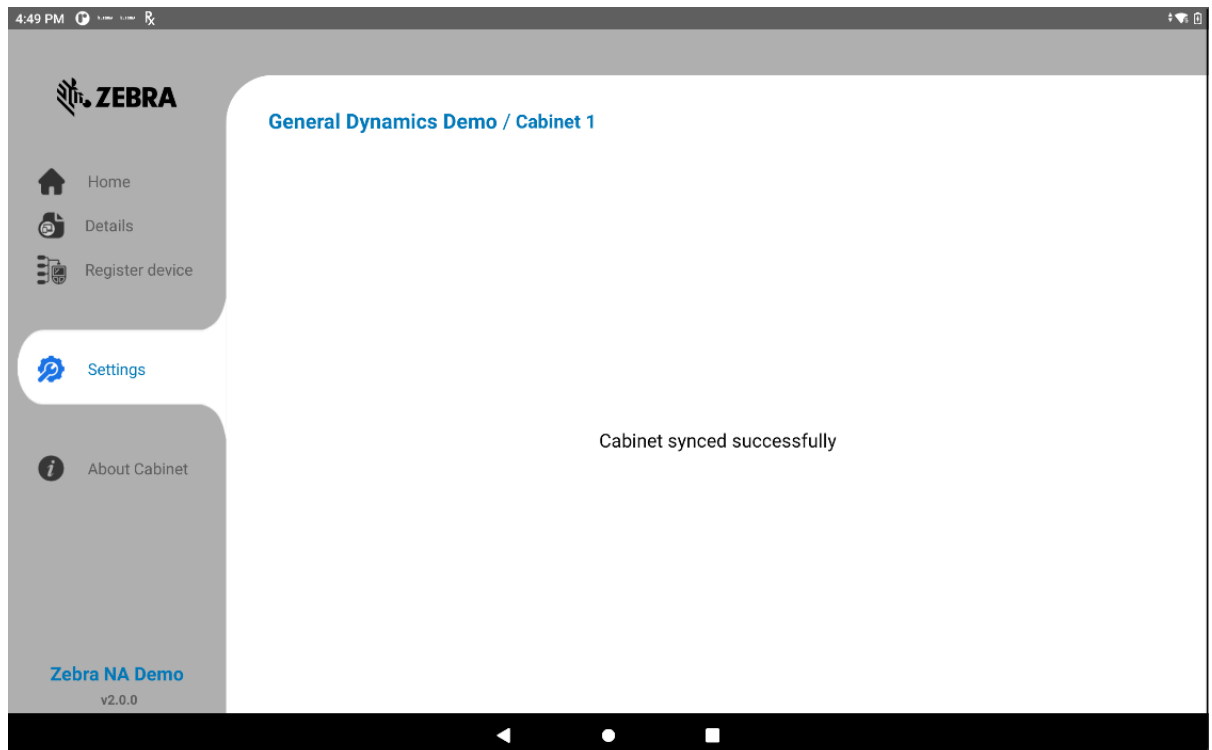 4:49 PM
ZEBRA
General Dynamics Demo / Cabinet 1
Home
Details
Register device
Settings
Cabinet synced successfully
About Cabinet
Zebra NA Demo
v2.0.0